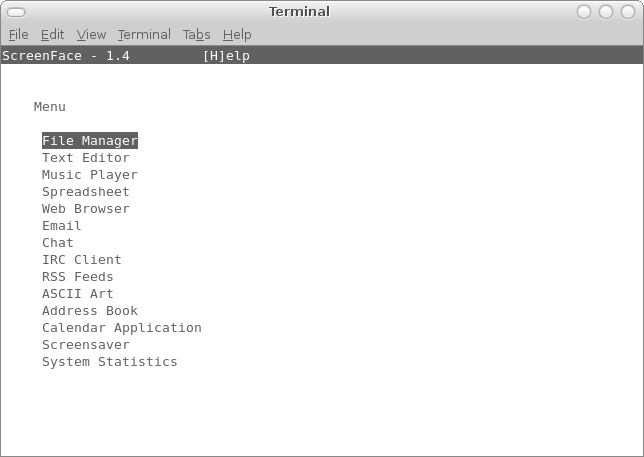 Terminal
File Edit View Terminal Tabs Help
ScreenFace - 1.4 [H]elp
Menu
File Manager
Text Editor
Music Player
Spreadsheet
Web Browser
Email
Chat
IRC Client
RSS Feeds
ASCII Art
Address Book
Calendar Application
Screensaver
System Statistics